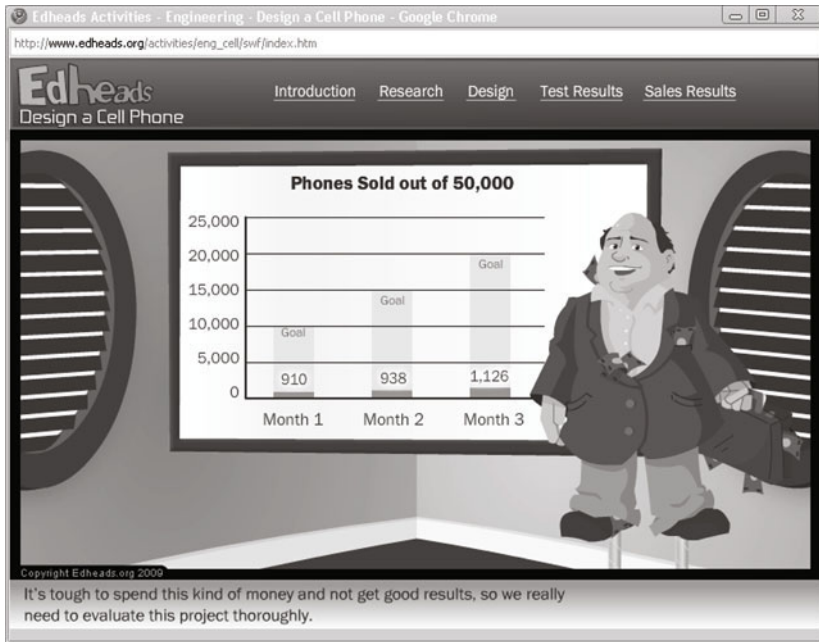 Edheads Activities - Engineering - Design a Cell Phone - Google Chrome
http://www.edheads.org/activities/eng_cell/swf/index.htm
Edheads
Design a Cell Phone
Introduction Research Design Test Results Sales Results
Phones Sold out of 50,000
25,000
20,000
15,000
10,000
5,000
0
Goal
Goal
Goal
910 938 1,126
Month 1 Month 2 Month 3
Copyright Edheads.org 2009
It's tough to spend this kind of money and not get good results, so we really
need to evaluate this project thoroughly.